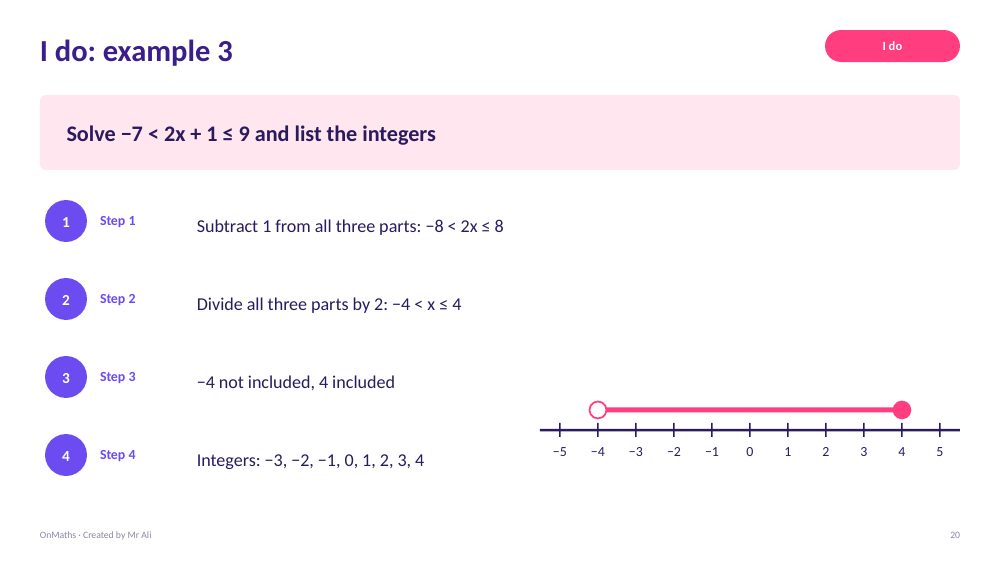 I do: example 3
I do
Solve −7 < 2x + 1 ≤ 9 and list the integers
1 Step 1 Subtract 1 from all three parts: −8 < 2x ≤ 8
2 Step 2 Divide all three parts by 2: −4 < x ≤ 4
3 Step 3 −4 not included, 4 included
4 Step 4 Integers: −3, −2, −1, 0, 1, 2, 3, 4
−5 −4 −3 −2 −1 0 1 2 3 4 5
OnMaths · Created by Mr Ali
20